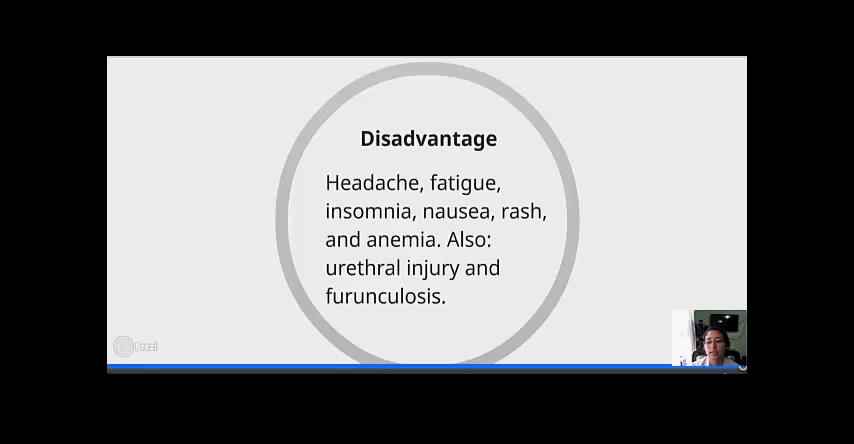 Disadvantage
Headache, fatigue,
insomnia, nausea, rash,
and anemia. Also:
urethral injury and
furunculosis.
Prezi